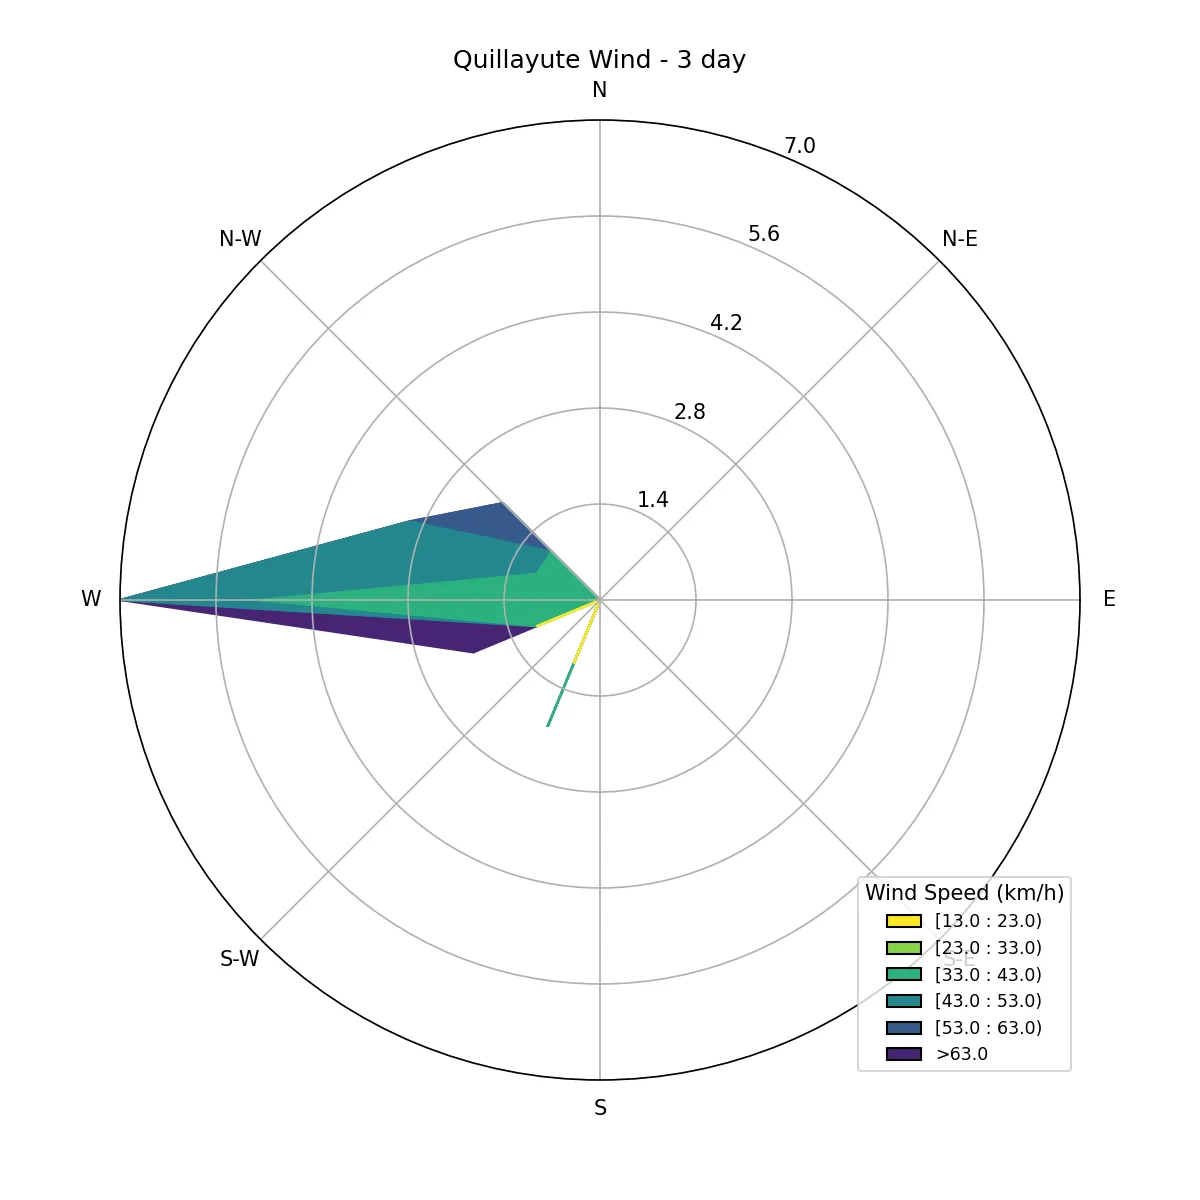 Quillayute Wind - 3 day
N
7.0
N-W
5.6
N-E
4.2
2.8
1.4
W
E
S-W
S-E
Wind Speed (km/h)
[13.0 : 23.0)
[23.0 : 33.0)
[33.0 : 43.0)
[43.0 : 53.0)
[53.0 : 63.0)
>63.0
S